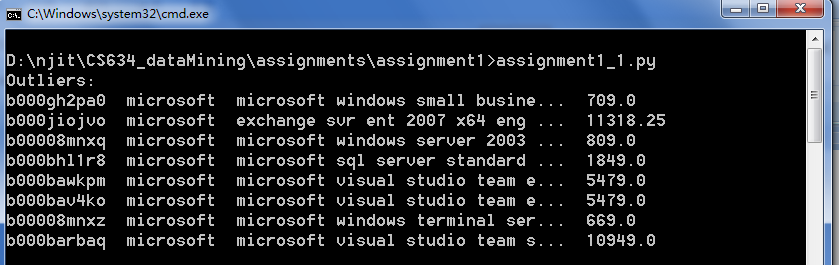 C:\Windows\system32\cmd.exe
D:\njit\CS634_dataMining\assignments\assignment1>assignment1_1.py
Outliers:
b000gh2pa0  microsoft  microsoft windows small busine...  709.0
b000jiojvo  microsoft  exchange svr ent 2007 x64 eng ...  11318.25
b00008mnxq  microsoft  microsoft windows server 2003 ...  809.0
b000bhl1r8  microsoft  microsoft sql server standard ...  1849.0
b000bawkpm  microsoft  microsoft visual studio team e...  5479.0
b000bav4ko  microsoft  microsoft visual studio team e...  5479.0
b00008mnxz  microsoft  microsoft windows terminal ser...  669.0
b000barbaq  microsoft  microsoft visual studio team s...  10949.0